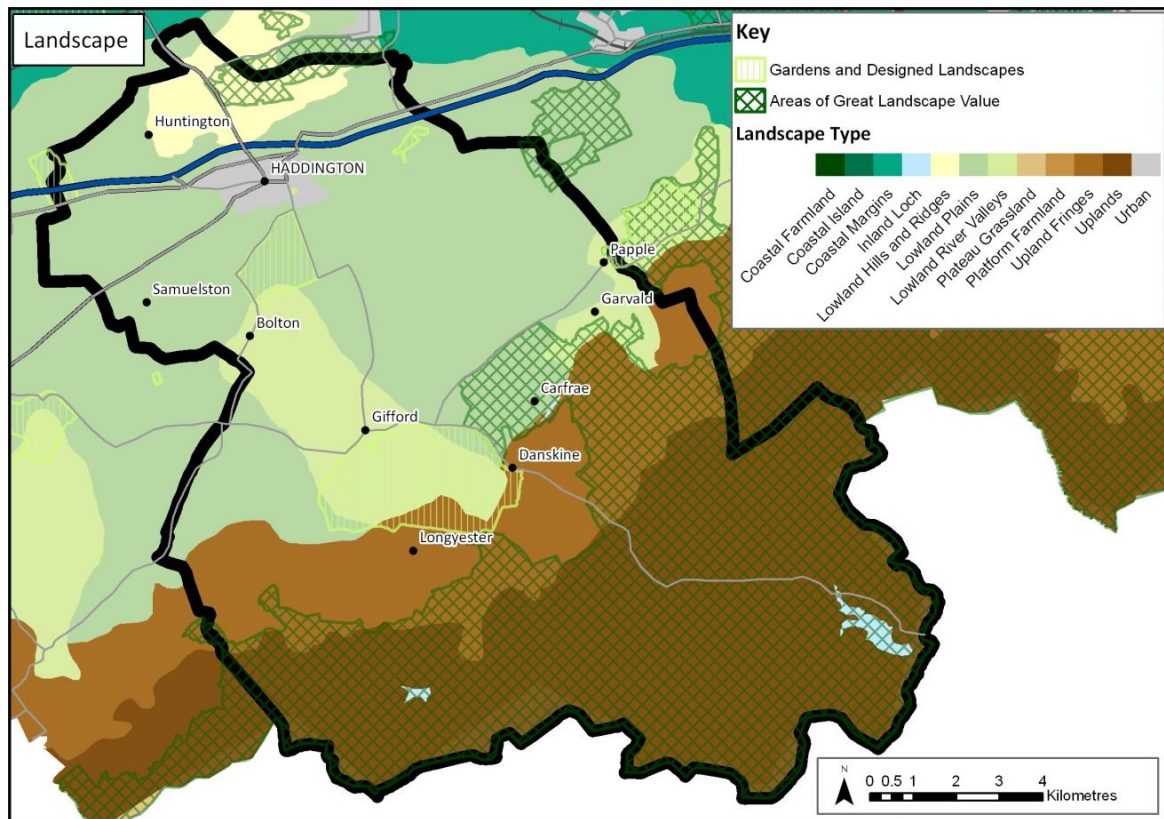 Landscape
Key
Gardens and Designed Landscapes
Areas of Great Landscape Value
Landscape Type
Coastal Farmland
Coastal Island
Coastal Margins
Inland Loch
Lowland Hills and Ridges
Lowland Plains
Lowland River Valleys
Plateau Grassland
Platform Farmland
Upland Fringes
Uplands
Urban
Huntington
HADDINGTON
Papple
Samuelston
Garvald
Bolton
Carfrae
Gifford
Danskine
Longyester
N
0 0.5 1 2 3 4
Kilometres